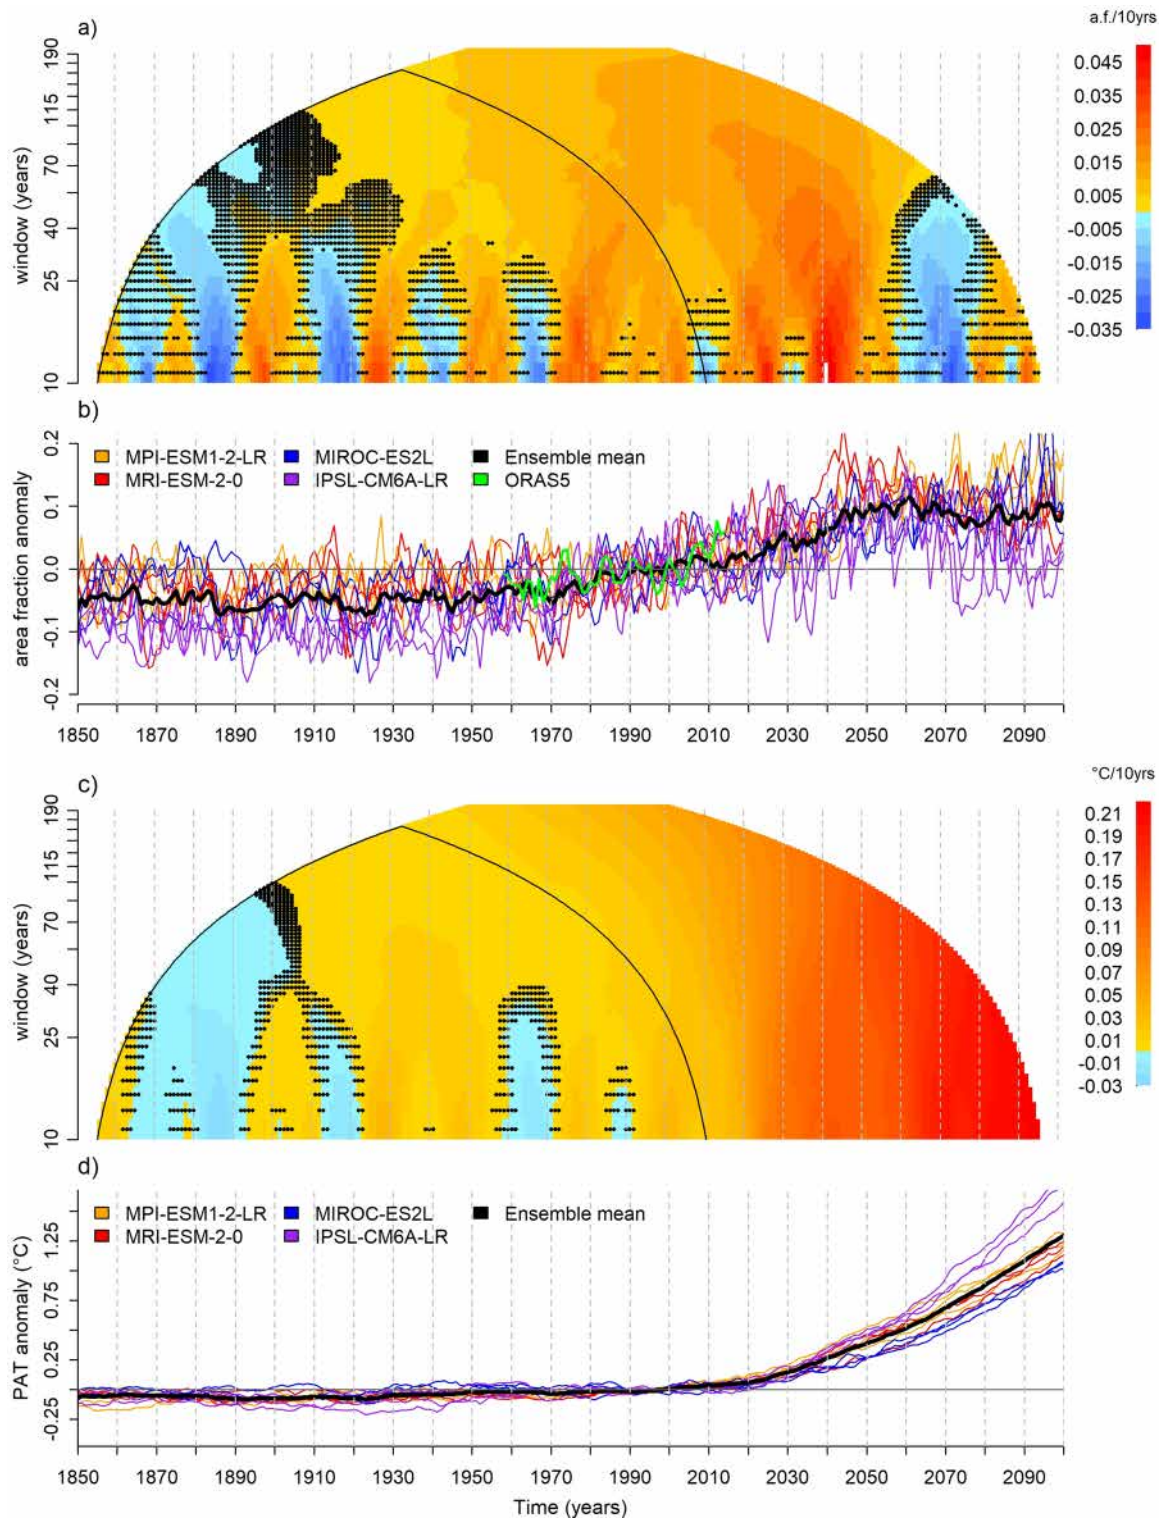 a.f./10yrs
a)
window (years)
190
115
70
40
25
10
0.045
0.035
0.025
0.015
0.005
-0.005
-0.015
-0.025
-0.035
b)
area fraction anomaly
0.2
0.1
0.0
-0.1
-0.2
MPI-ESM1-2-LR MIROC-ES2L Ensemble mean
MRI-ESM-2-0 IPSL-CM6A-LR ORAS5
1850 1870 1890 1910 1930 1950 1970 1990 2010 2030 2050 2070 2090
°C/10yrs
c)
window (years)
190
115
70
40
25
10
0.21
0.19
0.17
0.15
0.13
0.11
0.09
0.07
0.05
0.03
0.01
-0.01
-0.03
d)
PAT anomaly (°C)
1.25
0.75
0.25
-0.25
MPI-ESM1-2-LR MIROC-ES2L Ensemble mean
MRI-ESM-2-0 IPSL-CM6A-LR
1850 1870 1890 1910 1930 1950 1970 1990 2010 2030 2050 2070 2090
Time (years)